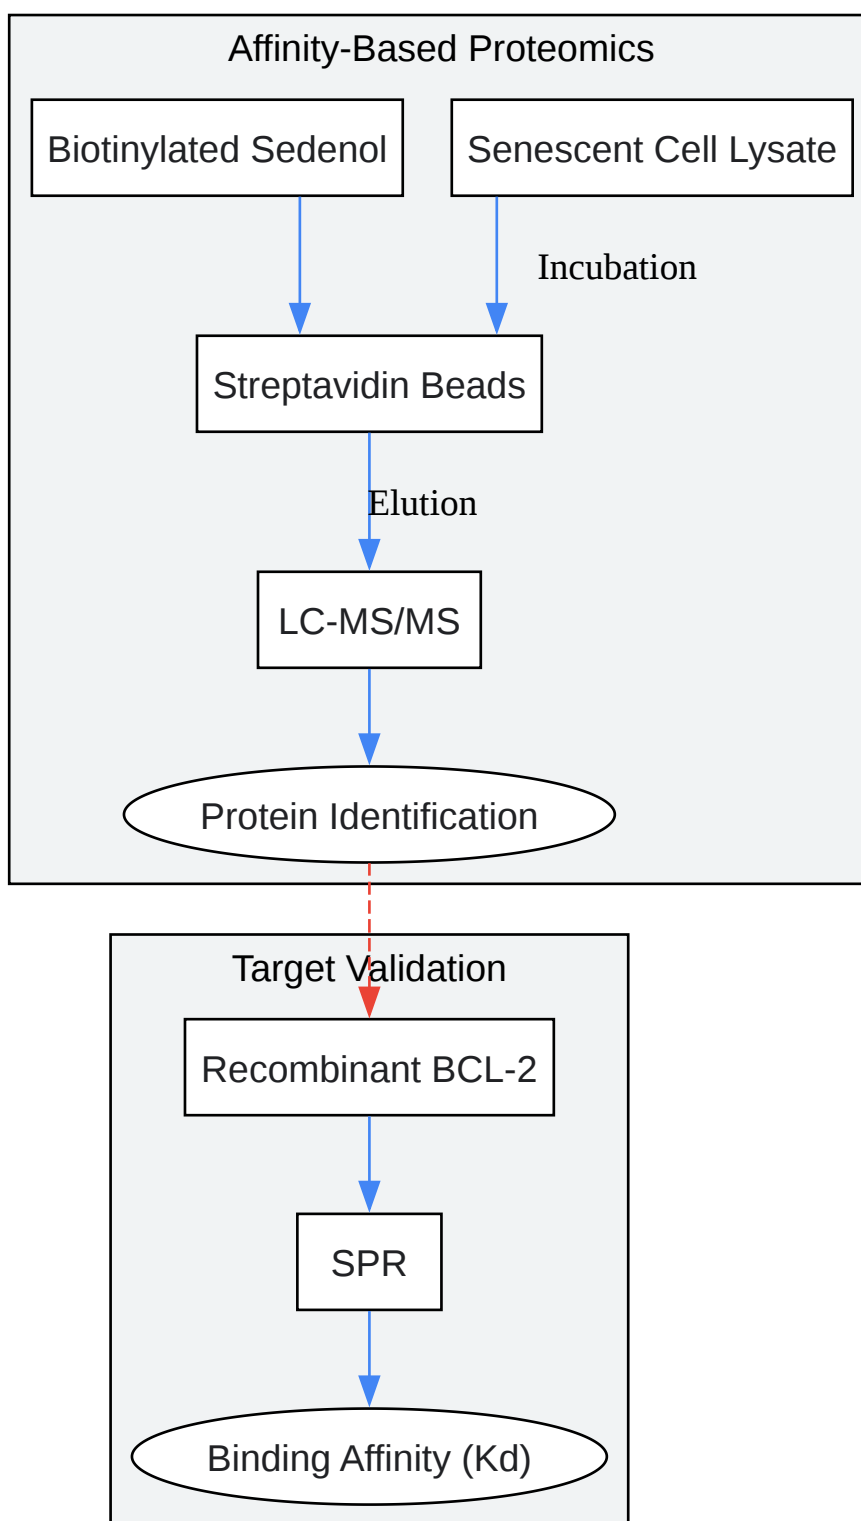 Affinity-Based Proteomics
Biotinylated Sedenol
Senescent Cell Lysate
Incubation
Streptavidin Beads
Elution
LC-MS/MS
Protein Identification
Target Validation
Recombinant BCL-2
SPR
Binding Affinity (Kd)